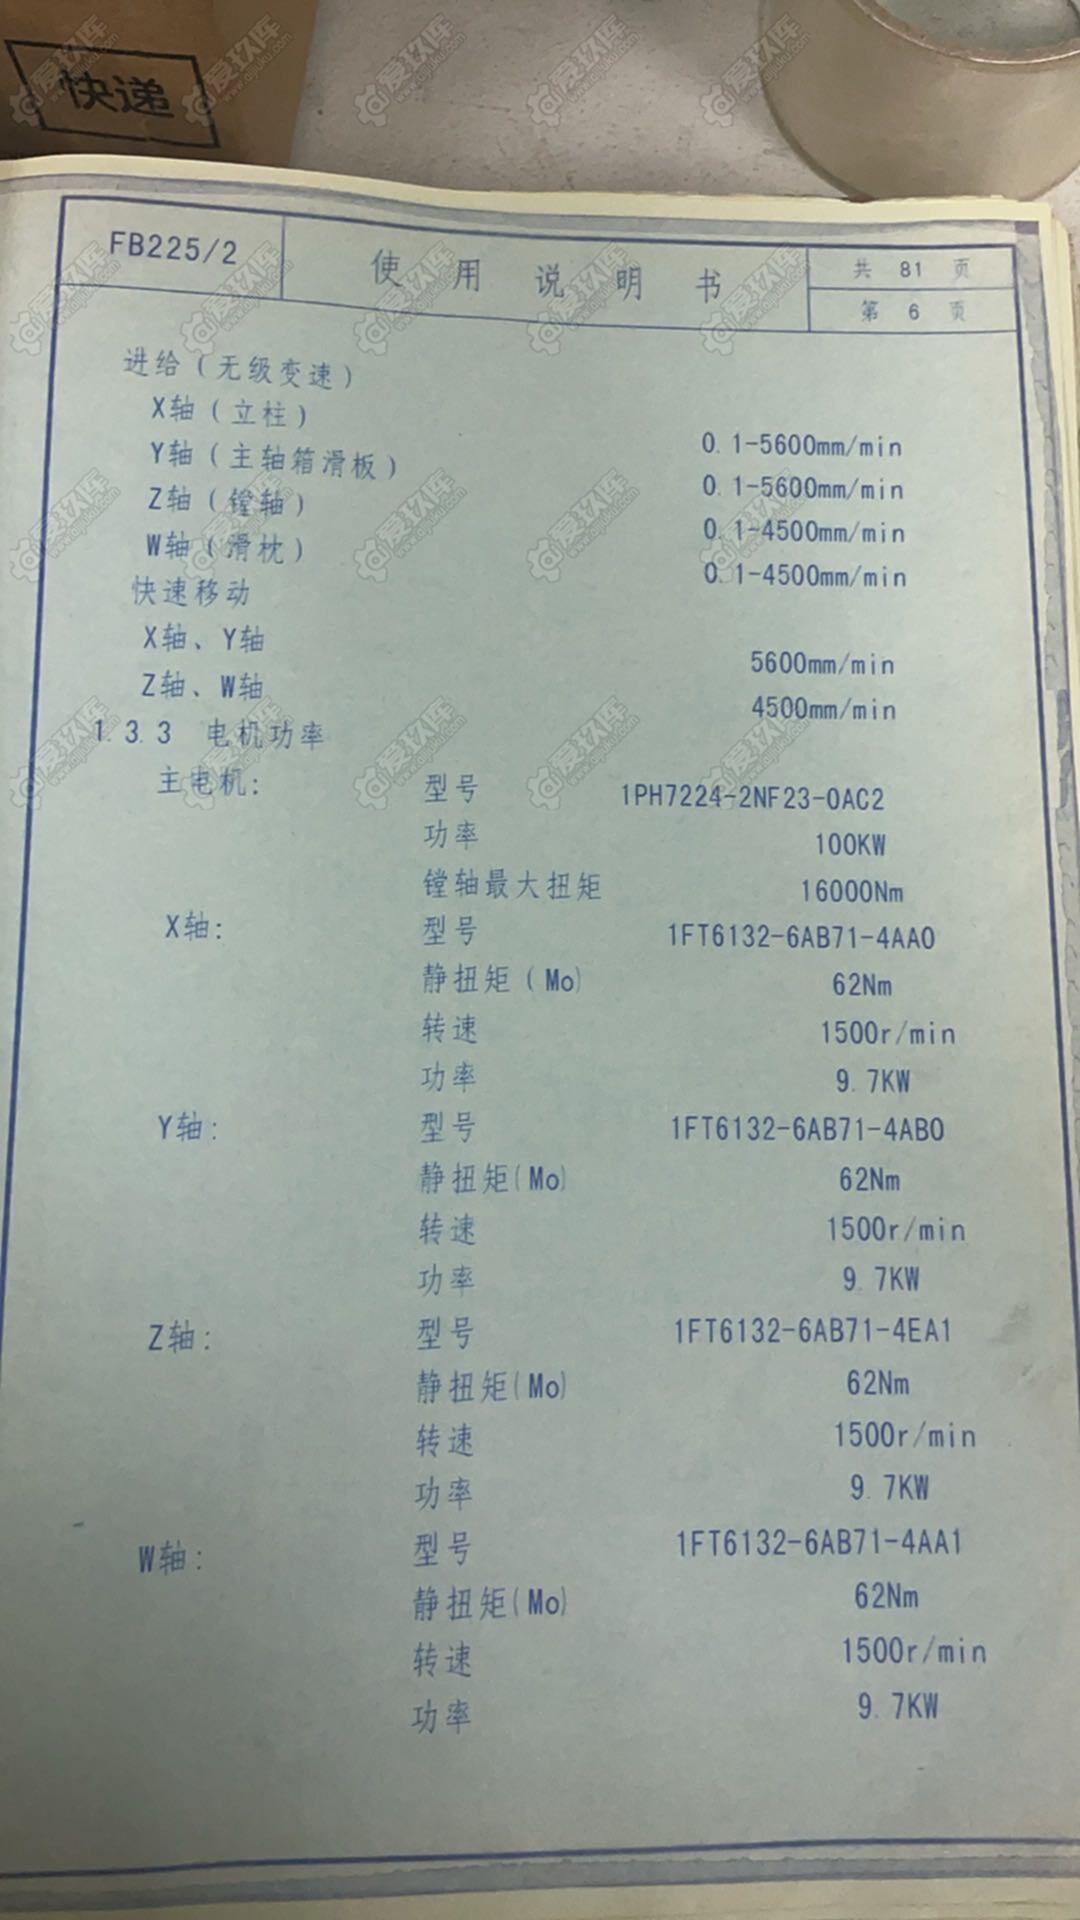 快递
FB225/2
使用说明书
共 81 页
第 6 页
进给(无级变速)
X轴(立柱) 0.1-5600mm/min
Y轴(主轴箱滑板) 0.1-5600mm/min
Z轴(镗轴) 0.1-4500mm/min
W轴(滑枕) 0.1-4500mm/min
快速移动
X轴、Y轴 5600mm/min
Z轴、W轴 4500mm/min
1.3.3 电机功率
主电机: 型号 1PH7224-2NF23-0AC2
功率 100KW
镗轴最大扭矩 16000Nm
X轴: 型号 1FT6132-6AB71-4AA0
静扭矩(Mo) 62Nm
转速 1500r/min
功率 9.7KW
Y轴: 型号 1FT6132-6AB71-4AB0
静扭矩(Mo) 62Nm
转速 1500r/min
功率 9.7KW
Z轴: 型号 1FT6132-6AB71-4EA1
静扭矩(Mo) 62Nm
转速 1500r/min
功率 9.7KW
W轴: 型号 1FT6132-6AB71-4AA1
静扭矩(Mo) 62Nm
转速 1500r/min
功率 9.7KW
爱玖库
www.aijiuku.com